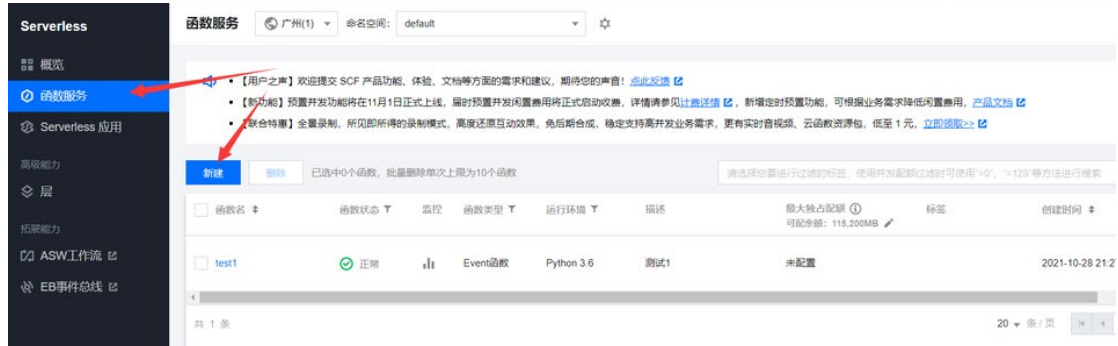 Serverless
函数服务 广州(1) 命名空间: default
概览
函数服务
Serverless 应用
高级能力
层
拓展能力
ASW工作流
EB事件总线
【用户之声】欢迎提交 SCF 产品功能、体验、文档等方面的需求和建议，期待您的声音！点此反馈
【新功能】预置并发功能将在11月1日正式上线，届时预置并发闲置费用将正式启动收费，详情请参见计费详情，新增定时预置功能，可根据业务需求降低闲置费用，产品文档
【联合特惠】全景录制，所见即所得的录制模式，高度还原互动效果，免后期合成，稳定支持高并发业务需求，更有实时音视频、云函数资源包，低至 1 元，立即领取>>
新建 删除 已选中0个函数，批量删除单次上限为10个函数 请选择您要进行过滤的标签，使用并发配额过滤时可使用">0"、"=128"等方法进行搜索
函数名 函数状态 监控 函数类型 运行环境 描述 最大独占配额 标签 创建时间
可配余额：115,200MB
test1 正常 Event函数 Python 3.6 测试1 未配置 2021-10-28 21:2
共 1 条 20 条 / 页